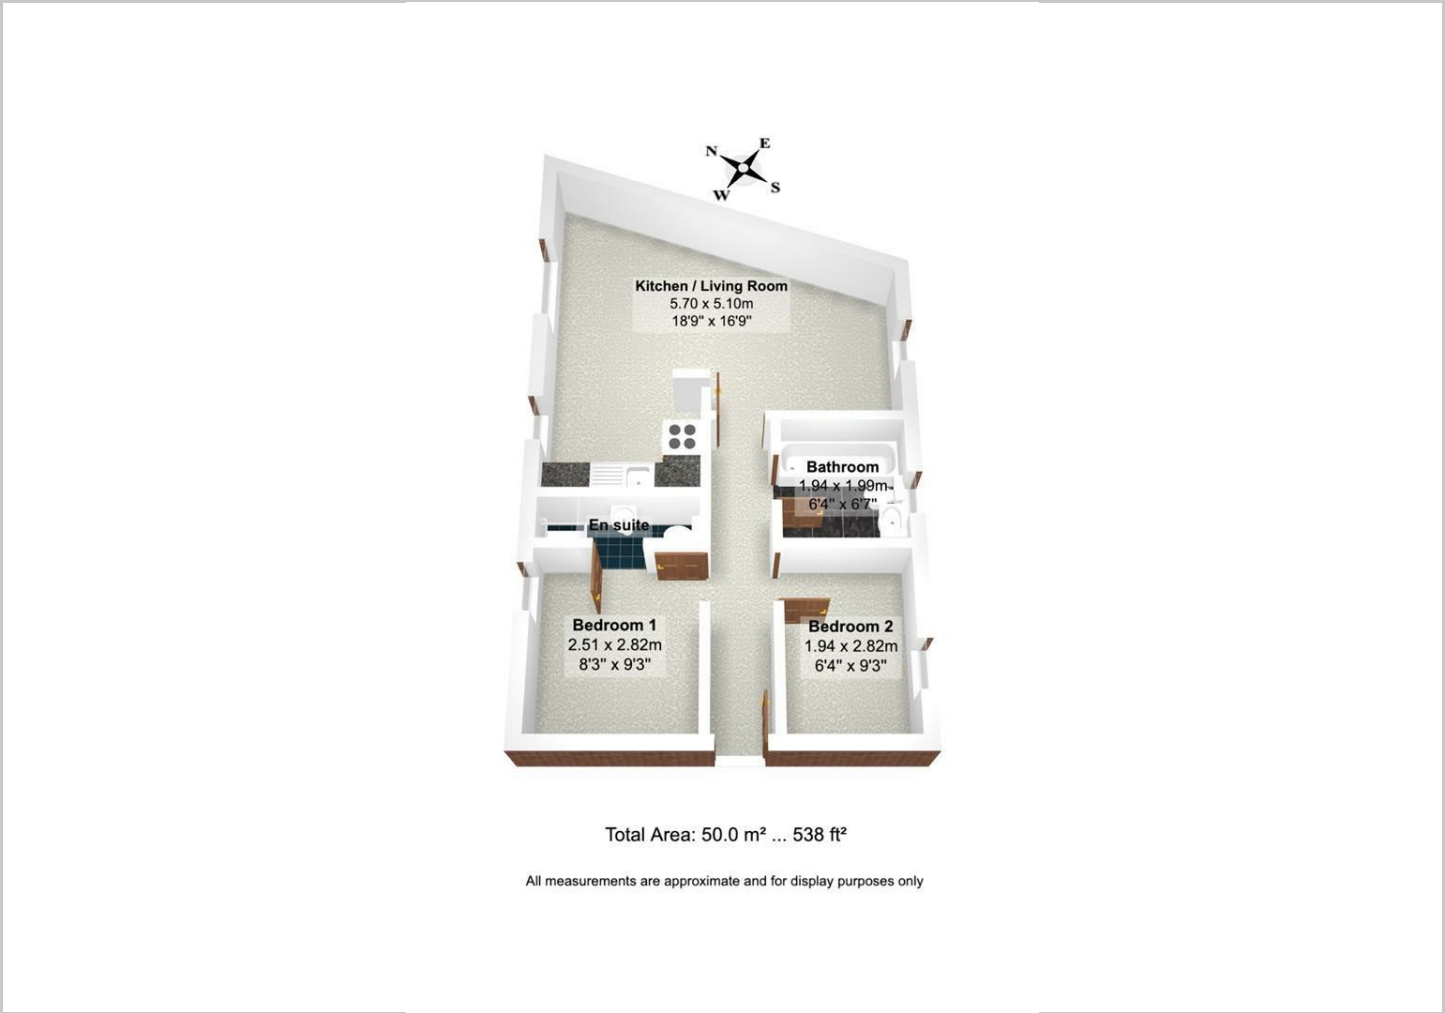 E
N
S
W
Kitchen / Living Room
5.70 x 5.10m
18'9" x 16'9"
Bathroom
1.94 x 1.99m
6'4" x 6'7"
En suite
Bedroom 1
2.51 x 2.82m
8'3" x 9'3"
Bedroom 2
1.94 x 2.82m
6'4" x 9'3"
Total Area: 50.0 m² ... 538 ft²
All measurements are approximate and for display purposes only